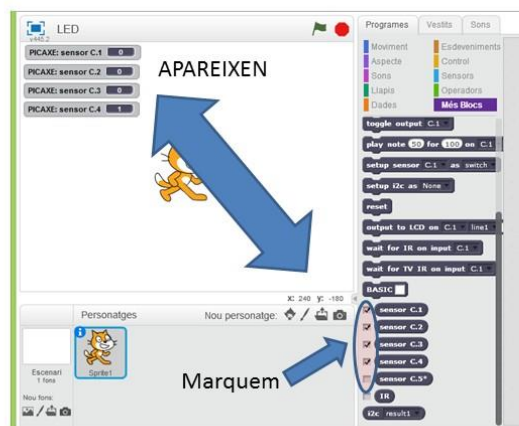 LED
v445.2
PICAXE: sensor C.1 0
PICAXE: sensor C.2 0
PICAXE: sensor C.3 0
PICAXE: sensor C.4 1
APAREIXEN
X: 240 y: -180
Personatges
Nou personatge:
Escenari
1 fons
Nou fons:
Sprite1
Marquem
Programes Vestits Sons
Moviment Esdeveniments
Aspecte Control
Sons Sensors
Llapis Operadors
Dades Més Blocs
toggle output C.1
play note 50 for 100 on C.1
setup sensor C.1 as switch
setup i2c as None
reset
output to LCD on C.1 line1
wait for IR on input C.1
wait for TV IR on input C.1
BASIC
sensor C.1
sensor C.2
sensor C.3
sensor C.4
sensor C.5*
IR
i2c result1